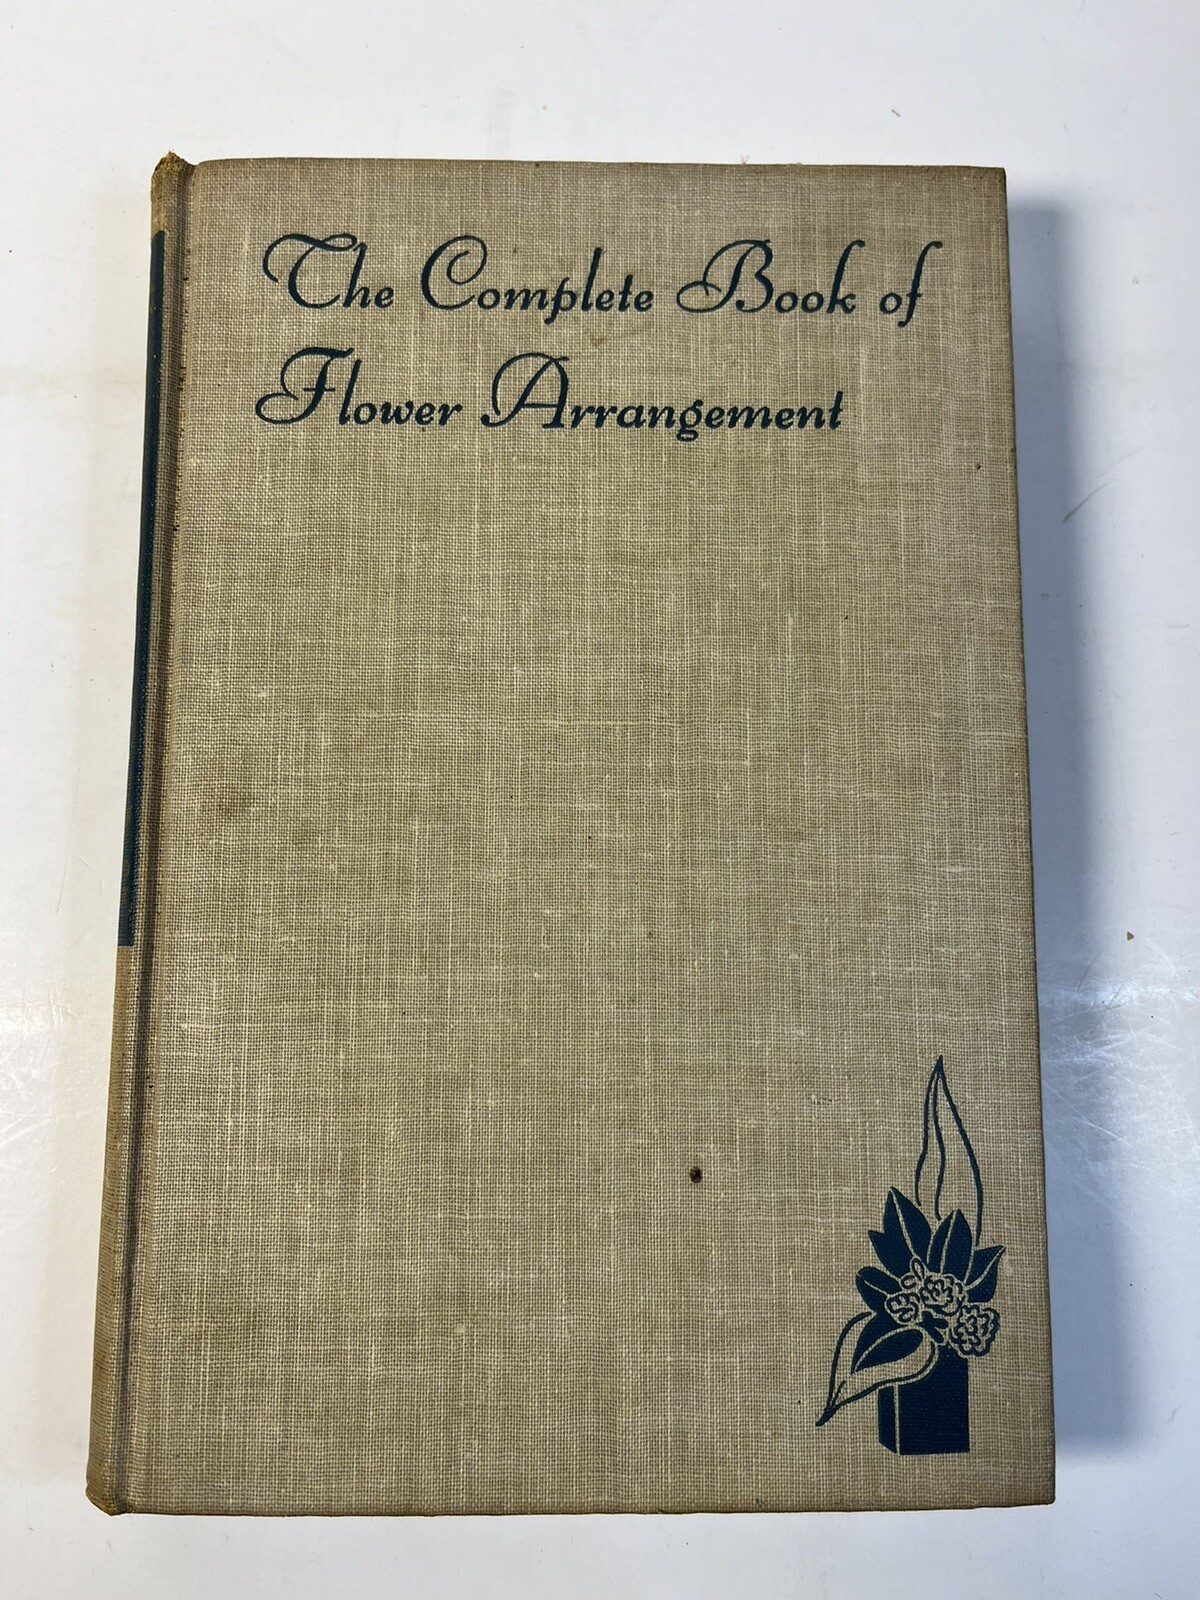 The Complete Book of
Flower Arrangement